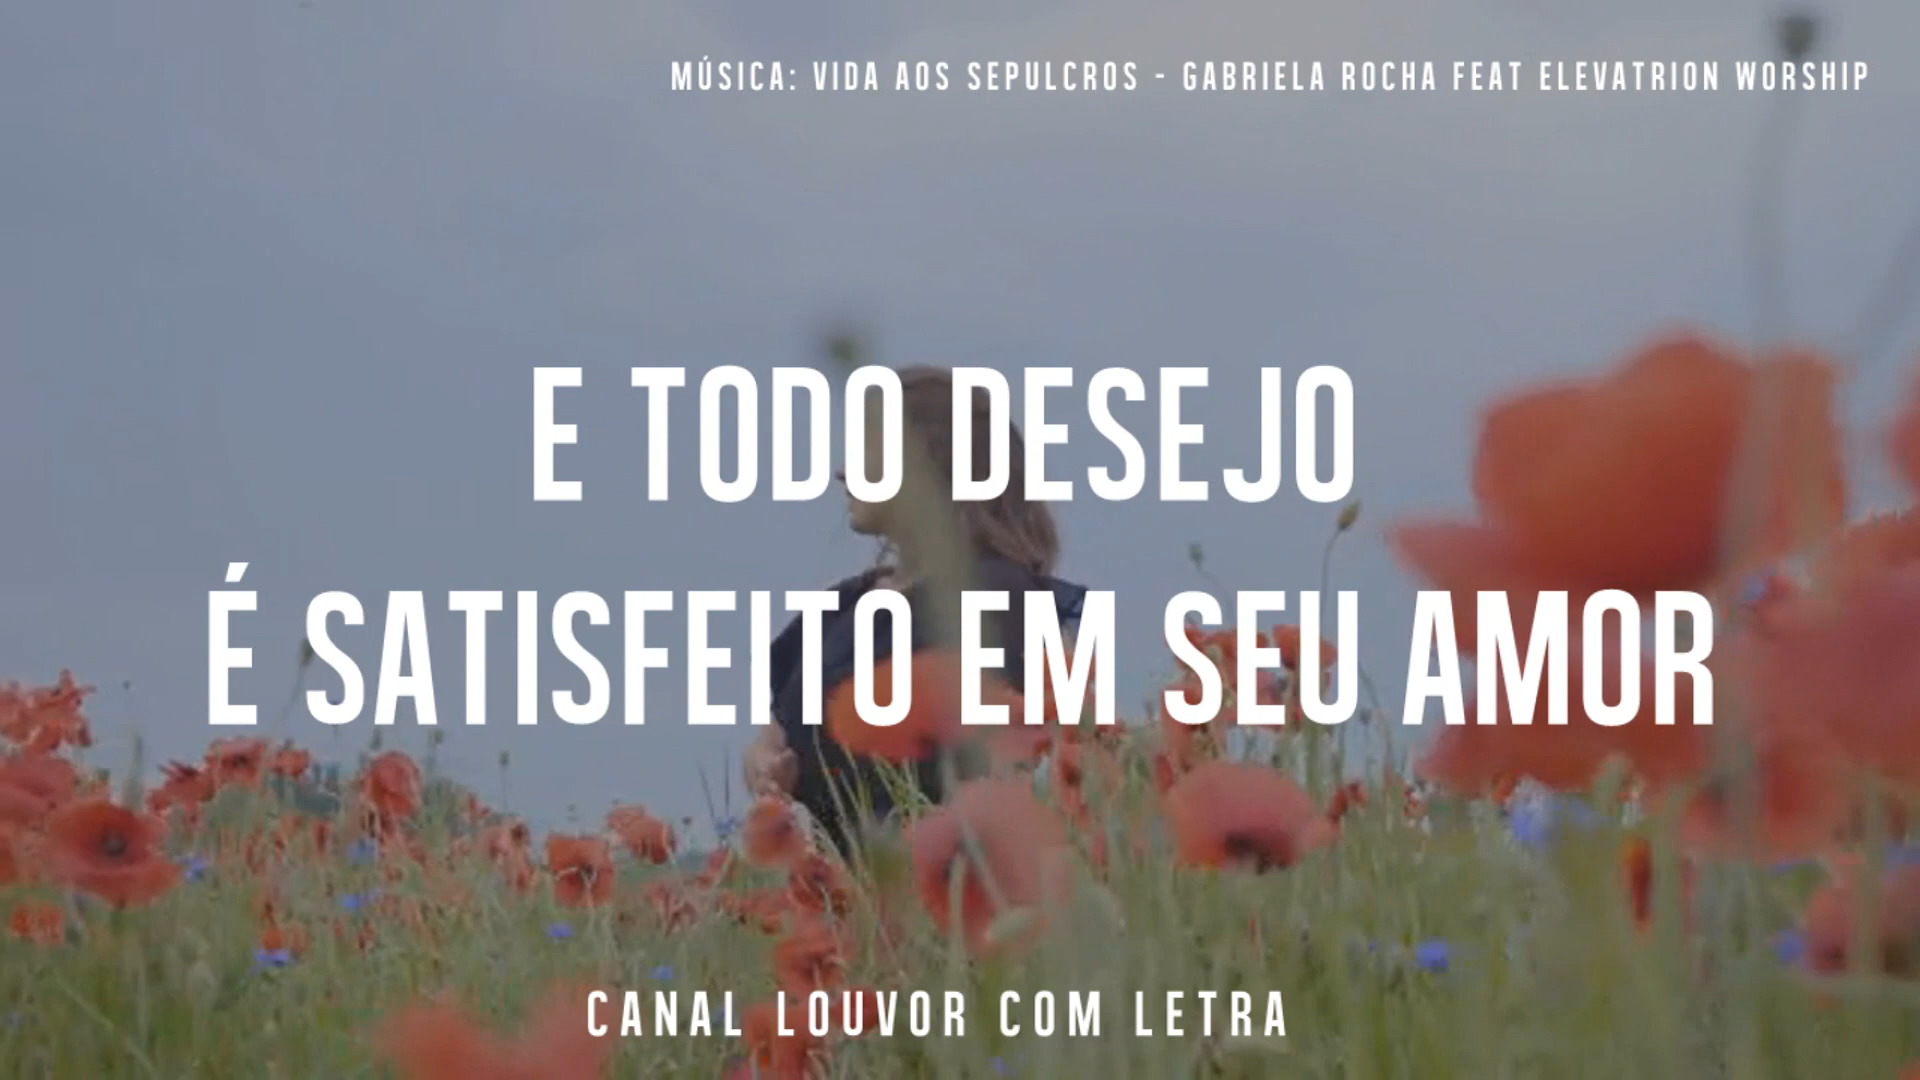 MÚSICA: VIDA AOS SEPULCROS - GABRIELA ROCHA FEAT ELEVATRION WORSHIP
E TODO DESEJO
É SATISFEITO EM SEU AMOR
CANAL LOUVOR COM LETRA